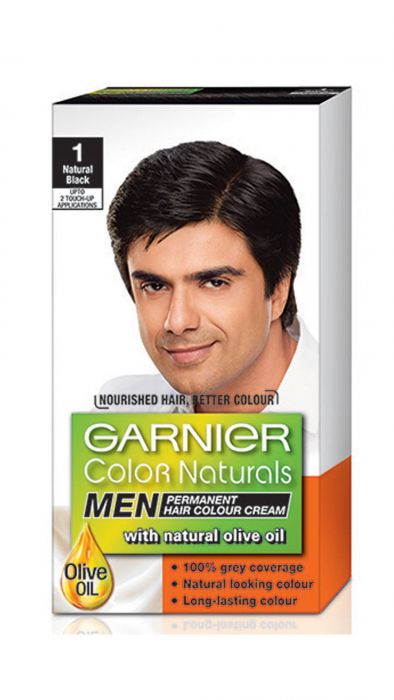 1
Natural
Black
UPTO
2 TOUCH-UP
APPLICATIONS
NOURISHED HAIR, BETTER COLOUR
GARNIER
Color Naturals
MEN PERMANENT
HAIR COLOUR CREAM
with natural olive oil
Olive
OIL
• 100% grey coverage
• Natural looking colour
• Long-lasting colour